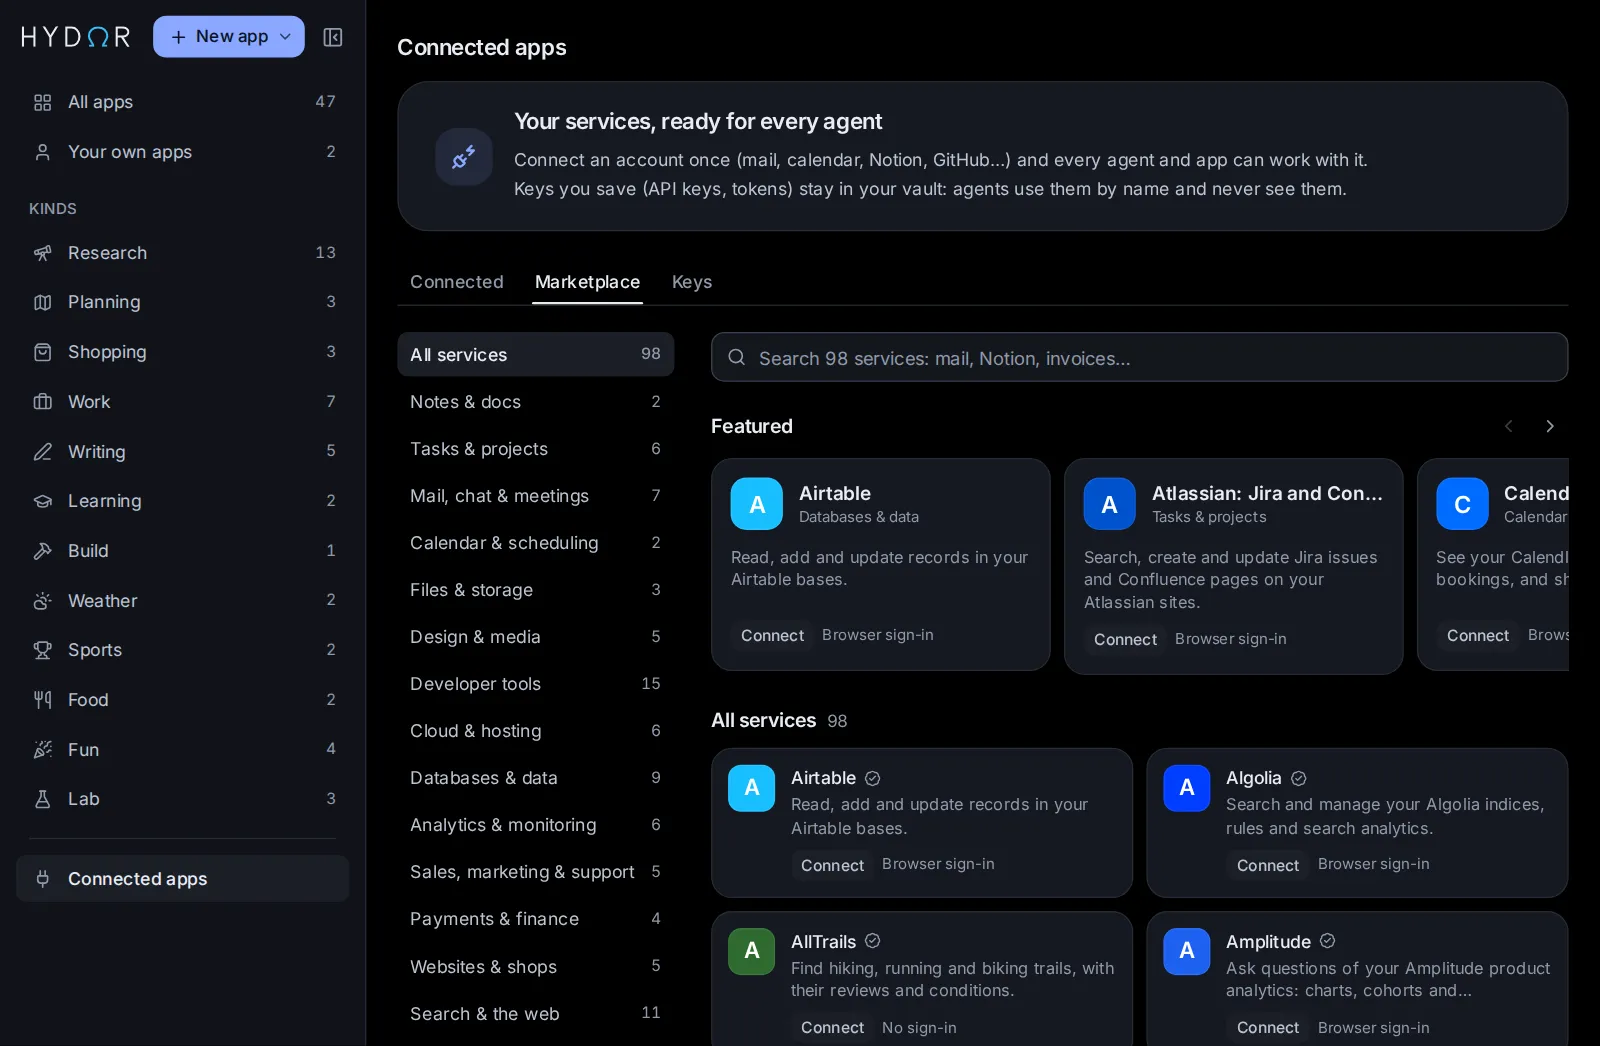 HYDΩR
New app
All apps 47
Your own apps 2
KINDS
Research 13
Planning 3
Shopping 3
Work 7
Writing 5
Learning 2
Build 1
Weather 2
Sports 2
Food 2
Fun 4
Lab 3
Connected apps
Connected apps
Your services, ready for every agent
Connect an account once (mail, calendar, Notion, GitHub...) and every agent and app can work with it.
Keys you save (API keys, tokens) stay in your vault: agents use them by name and never see them.
Connected Marketplace Keys
All services 98
Notes & docs 2
Tasks & projects 6
Mail, chat & meetings 7
Calendar & scheduling 2
Files & storage 3
Design & media 5
Developer tools 15
Cloud & hosting 6
Databases & data 9
Analytics & monitoring 6
Sales, marketing & support 5
Payments & finance 4
Websites & shops 5
Search & the web 11
Search 98 services: mail, Notion, invoices...
Featured
A
Airtable
Databases & data
Read, add and update records in your
Airtable bases.
Connect Browser sign-in
A
Atlassian: Jira and Con...
Tasks & projects
Search, create and update Jira issues
and Confluence pages on your
Atlassian sites.
Connect Browser sign-in
C
Calend
Calendar
See your Calendl
bookings, and sh
Connect Brows
All services 98
A
Airtable
Read, add and update records in your
Airtable bases.
Connect Browser sign-in
A
Algolia
Search and manage your Algolia indices,
rules and search analytics.
Connect Browser sign-in
A
AllTrails
Find hiking, running and biking trails, with
their reviews and conditions.
Connect No sign-in
A
Amplitude
Ask questions of your Amplitude product
analytics: charts, cohorts and...
Connect Browser sign-in